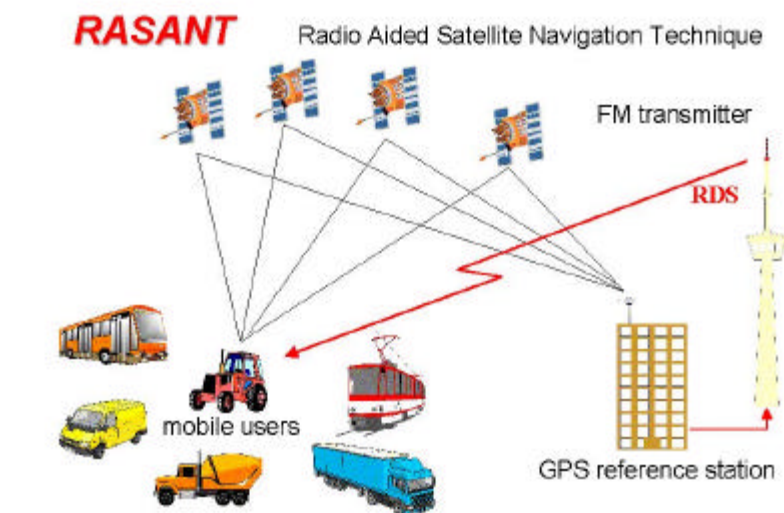 RASANT Radio Aided Satellite Navigation Technique
FM transmitter
RDS
mobile users
GPS reference station